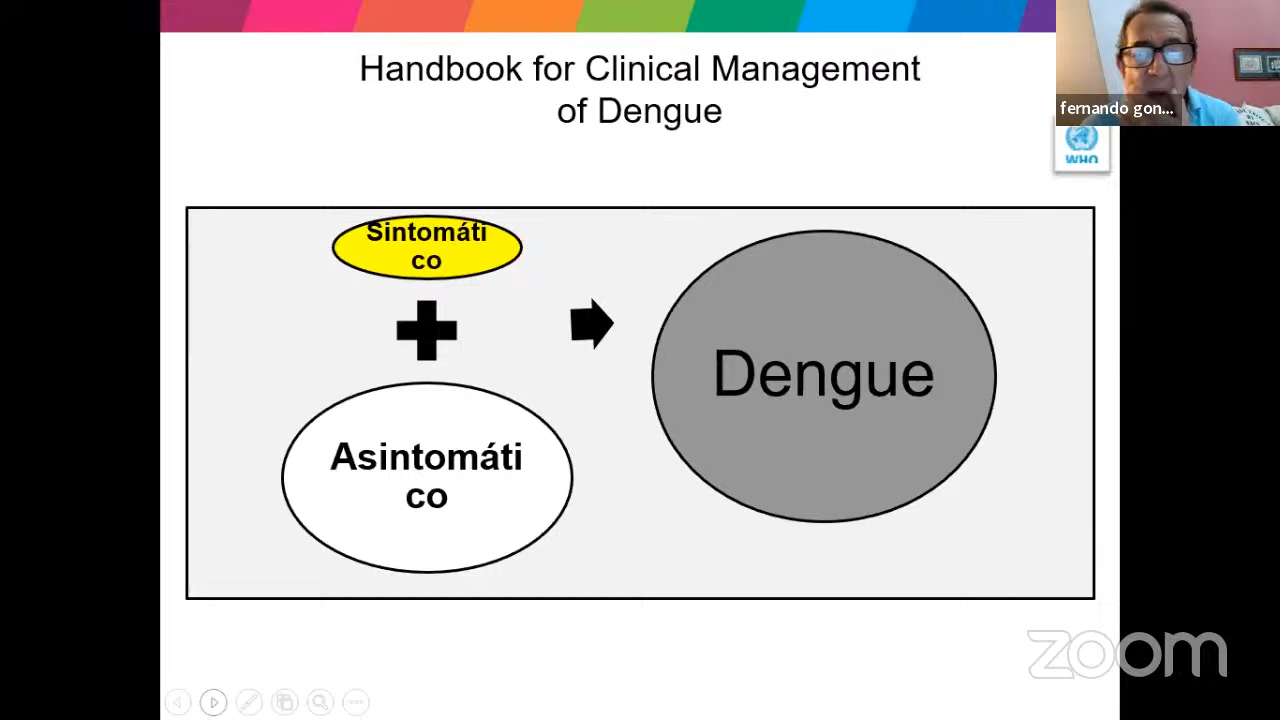 Handbook for Clinical Management
of Dengue
fernando gon...
WHO
Sintomáti
co
Asintomáti
co
Dengue
zoom